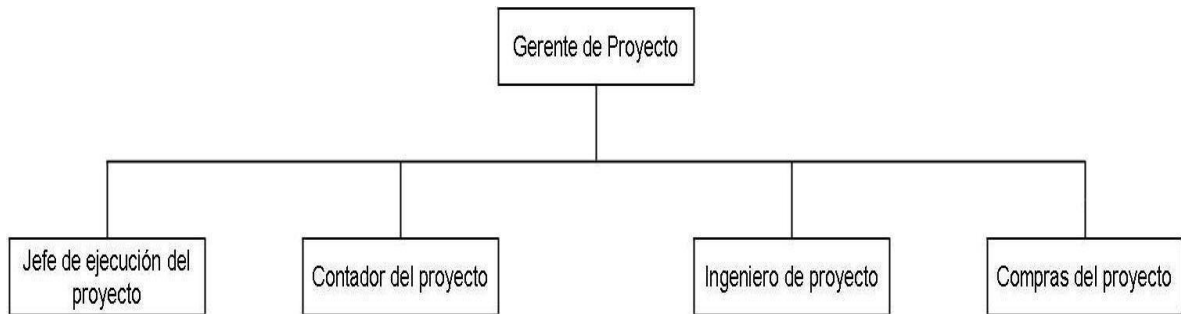 Gerente de Proyecto
Jefe de ejecución del
proyecto
Contador del proyecto
Ingeniero de proyecto
Compras del proyecto